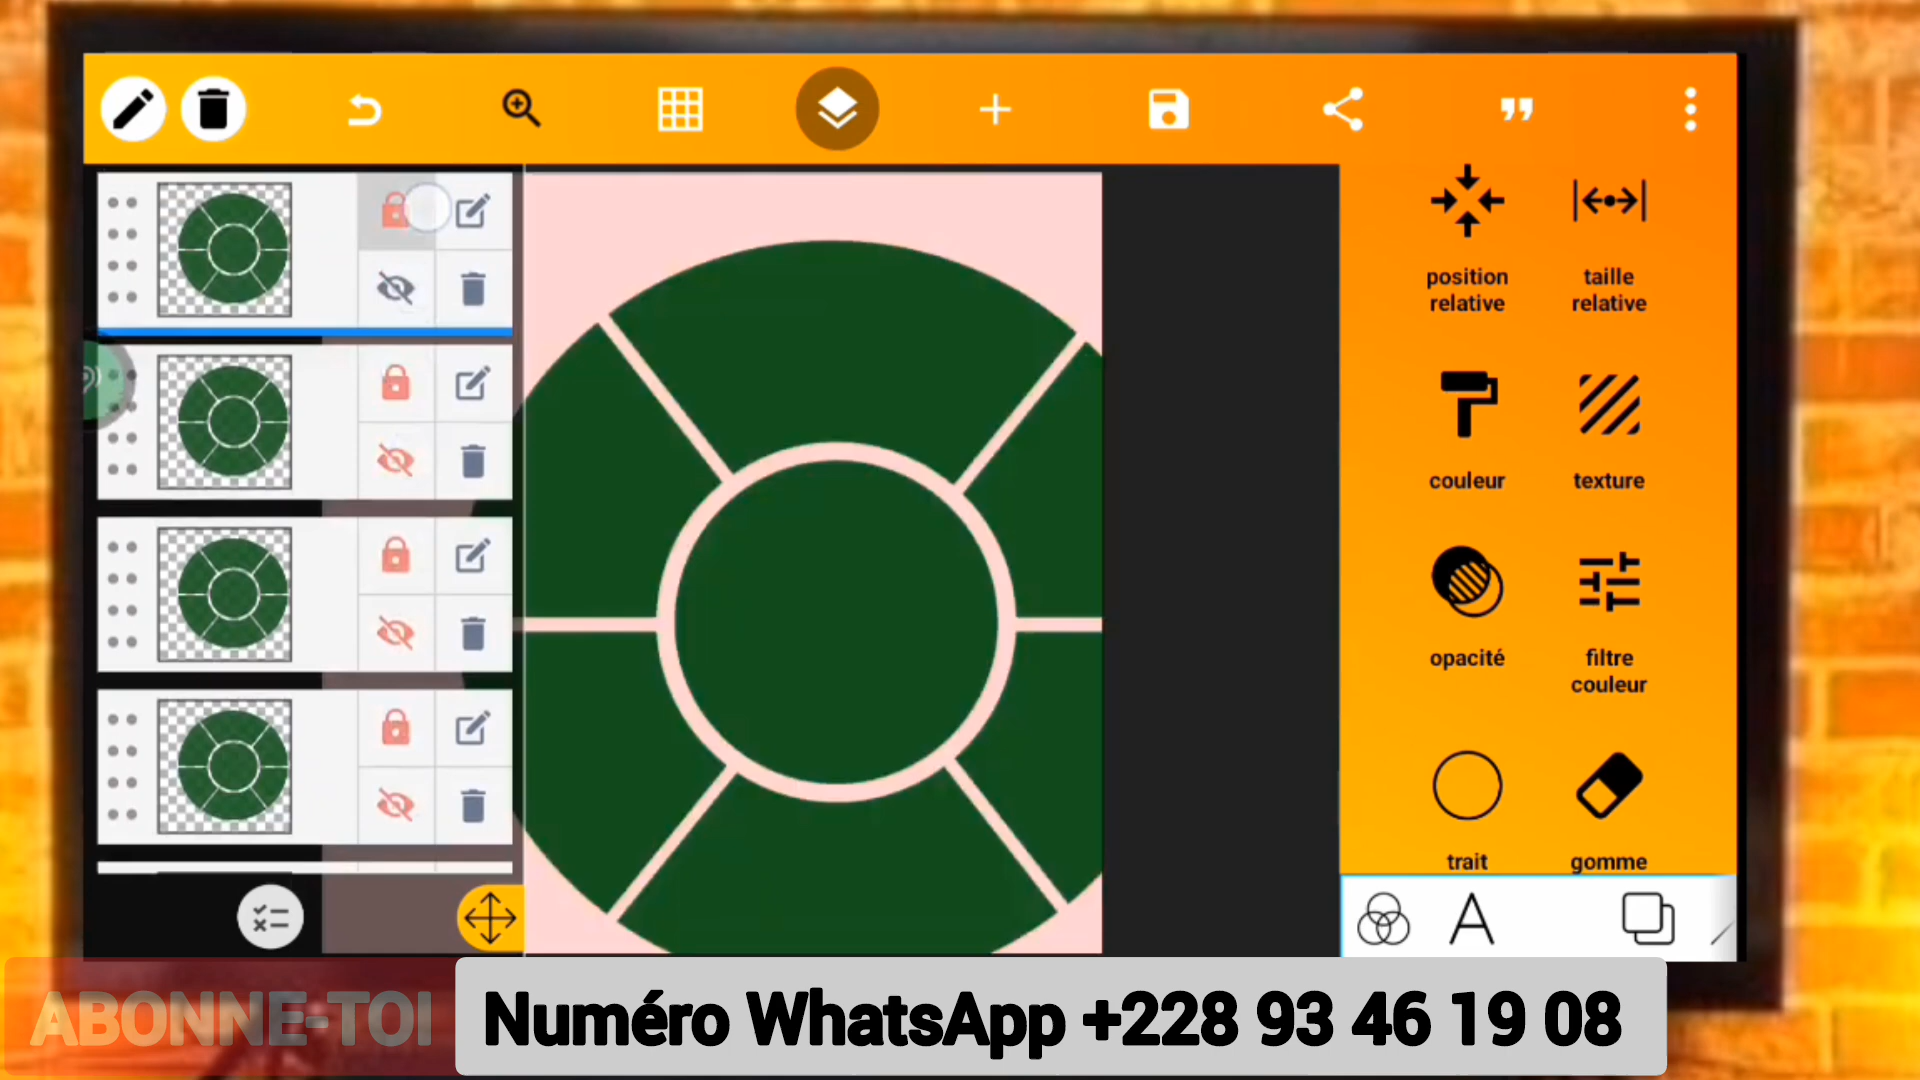 position
relative
taille
relative
couleur
texture
opacité
filtre
couleur
trait
gomme
A
ABONNE-TOI
Numéro WhatsApp +228 93 46 19 08